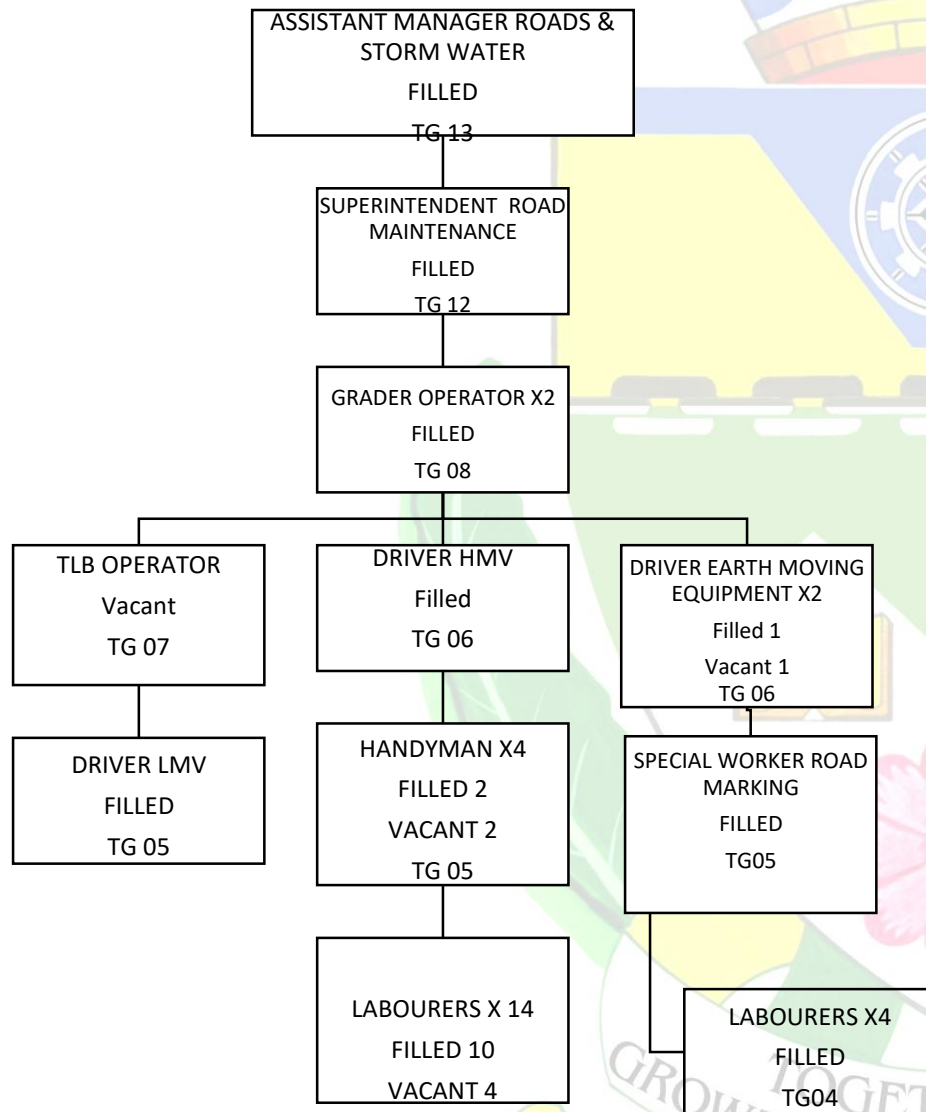 ASSISTANT MANAGER ROADS &
STORM WATER
FILLED
TG 13
SUPERINTENDENT ROAD
MAINTENANCE
FILLED
TG 12
GRADER OPERATOR X2
FILLED
TG 08
TLB OPERATOR
Vacant
TG 07
DRIVER HMV
Filled
TG 06
DRIVER EARTH MOVING
EQUIPMENT X2
Filled 1
Vacant 1
TG 06
DRIVER LMV
FILLED
TG 05
HANDYMAN X4
FILLED 2
VACANT 2
TG 05
SPECIAL WORKER ROAD
MARKING
FILLED
TG05
LABOURERS X 14
FILLED 10
VACANT 4
LABOURERS X4
FILLED
TG04